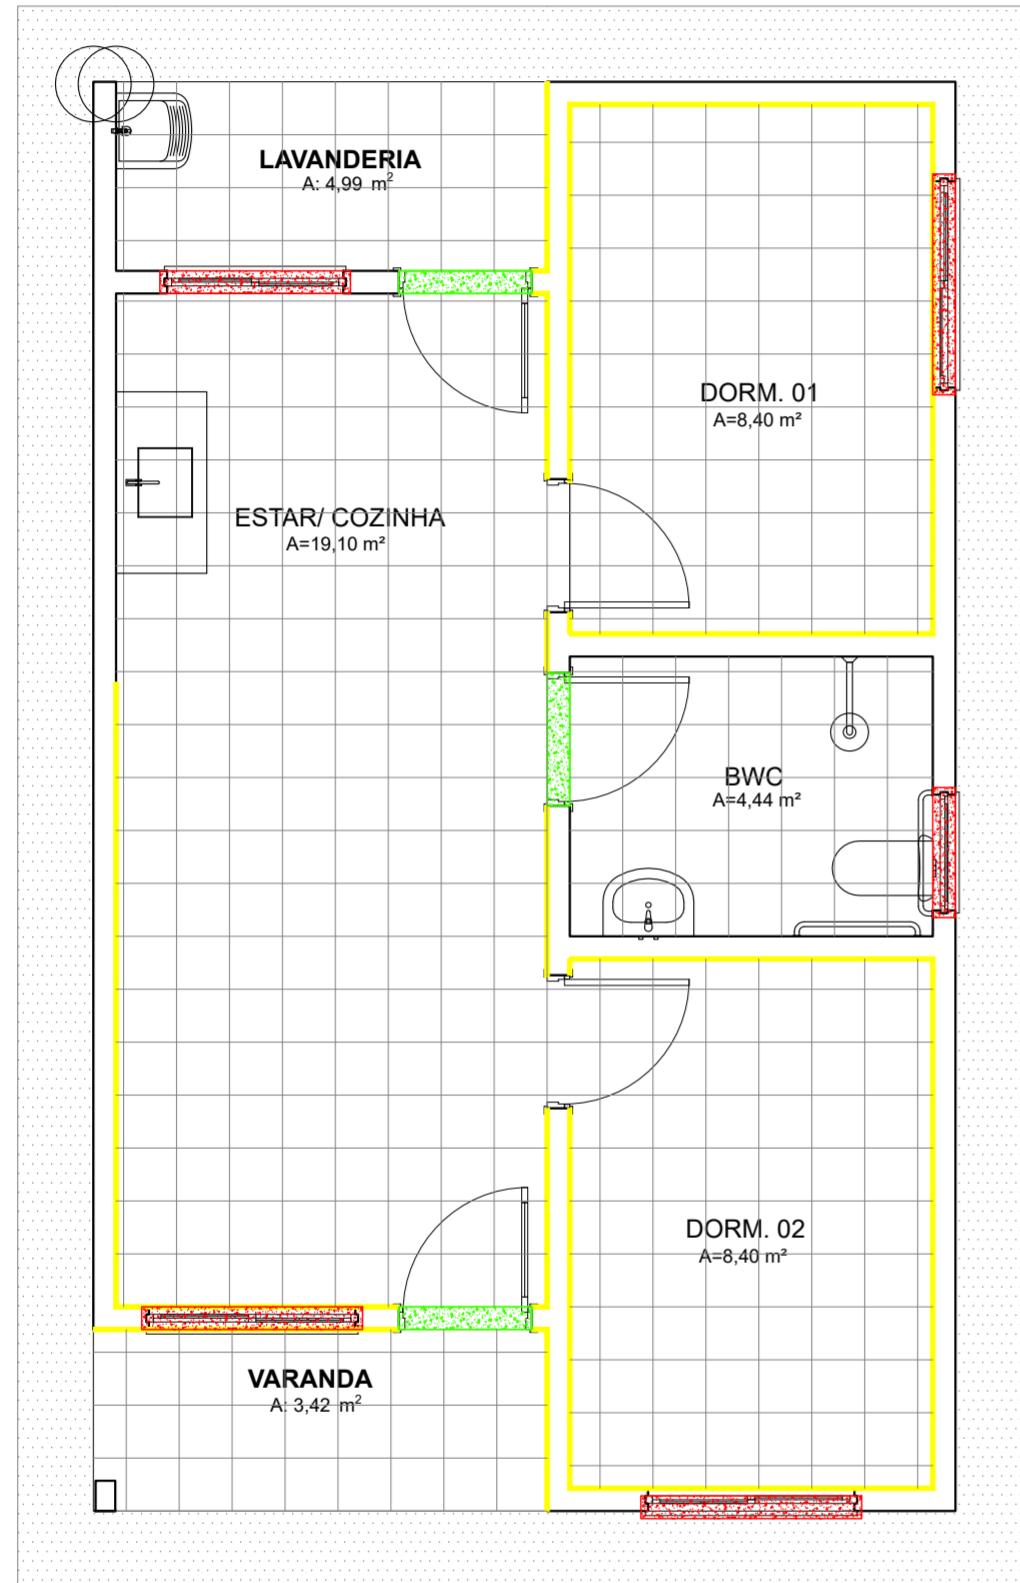 LAVANDERIA
A: 4,99 m²
DORM. 01
A=8,40 m²
ESTAR/ COZINHA
A=19,10 m²
BWC
A=4,44 m²
DORM. 02
A=8,40 m²
VARANDA
A: 3,42 m²